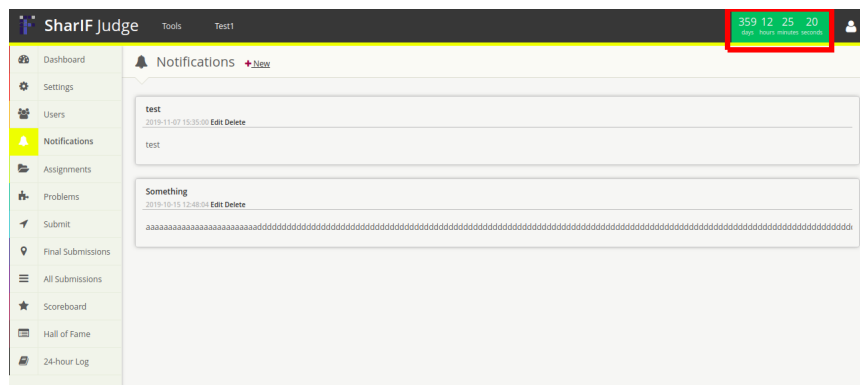 SharIF Judge Tools Test1
359 12 25 20
days hours minutes seconds
Dashboard
Settings
Users
Notifications
Assignments
Problems
Submit
Final Submissions
All Submissions
Scoreboard
Hall of Fame
24-hour Log
Notifications + New
test
2019-11-07 15:35:00 Edit Delete
test
Something
2019-10-15 12:48:04 Edit Delete